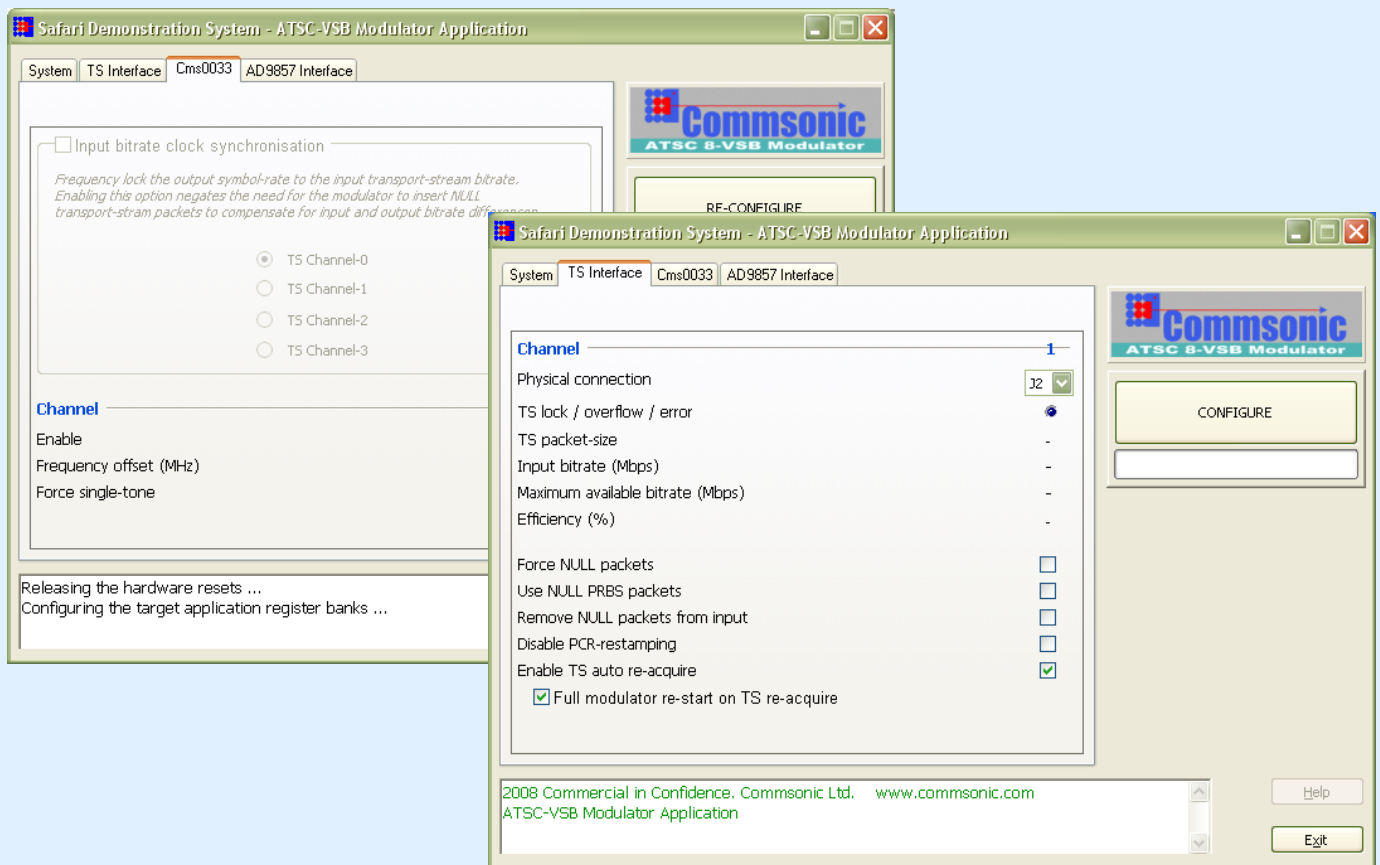 Safari Demonstration System - ATSC-VSB Modulator Application
System TS Interface Cms0033 AD9857 Interface
Commsonic
ATSC 8-VSB Modulator
Input bitrate clock synchronisation
Frequency lock the output symbol-rate to the input transport-stream bitrate.
Enabling this option negates the need for the modulator to insert NULL
transport-stram packets to compensate for input and output bitrate differences.
RE-CONFIGURE
TS Channel-0
TS Channel-1
TS Channel-2
TS Channel-3
Channel
Enable
Frequency offset (MHz)
Force single-tone
Releasing the hardware resets ...
Configuring the target application register banks ...
Safari Demonstration System - ATSC-VSB Modulator Application
System TS Interface Cms0033 AD9857 Interface
Commsonic
ATSC 8-VSB Modulator
Channel 1
Physical connection J2
TS lock / overflow / error
TS packet-size -
Input bitrate (Mbps) -
Maximum available bitrate (Mbps) -
Efficiency (%) -
Force NULL packets
Use NULL PRBS packets
Remove NULL packets from input
Disable PCR-restamping
Enable TS auto re-acquire
Full modulator re-start on TS re-acquire
CONFIGURE
2008 Commercial in Confidence. Commsonic Ltd. www.commsonic.com
ATSC-VSB Modulator Application
Help
Exit